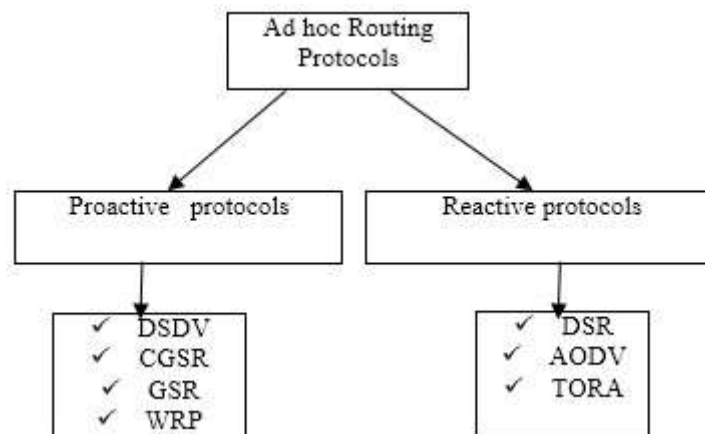 Ad hoc Routing
Protocols
Proactive protocols
Reactive protocols
✓ DSDV
✓ CGSR
✓ GSR
✓ WRP
✓ DSR
✓ AODV
✓ TORA